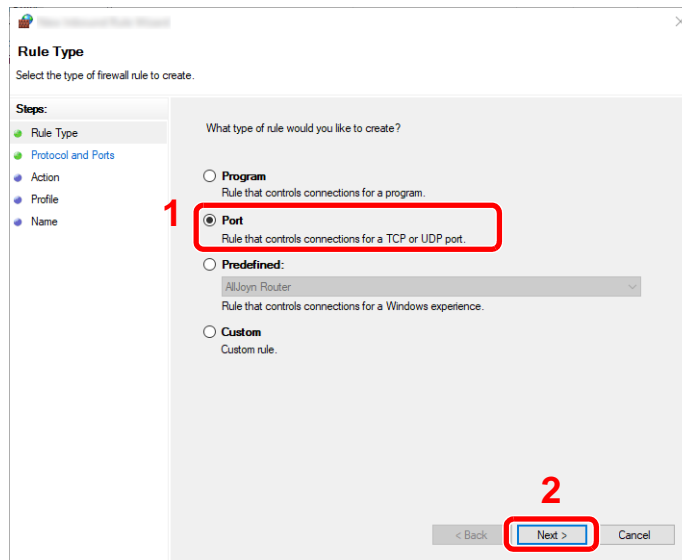 Rule Type
Select the type of firewall rule to create.
Steps:
Rule Type
Protocol and Ports
Action
Profile
Name
What type of rule would you like to create?
Program
Rule that controls connections for a program.
1
Port
Rule that controls connections for a TCP or UDP port.
Predefined:
AllJoyn Router
Rule that controls connections for a Windows experience.
Custom
Custom rule.
2
< Back
Next >
Cancel